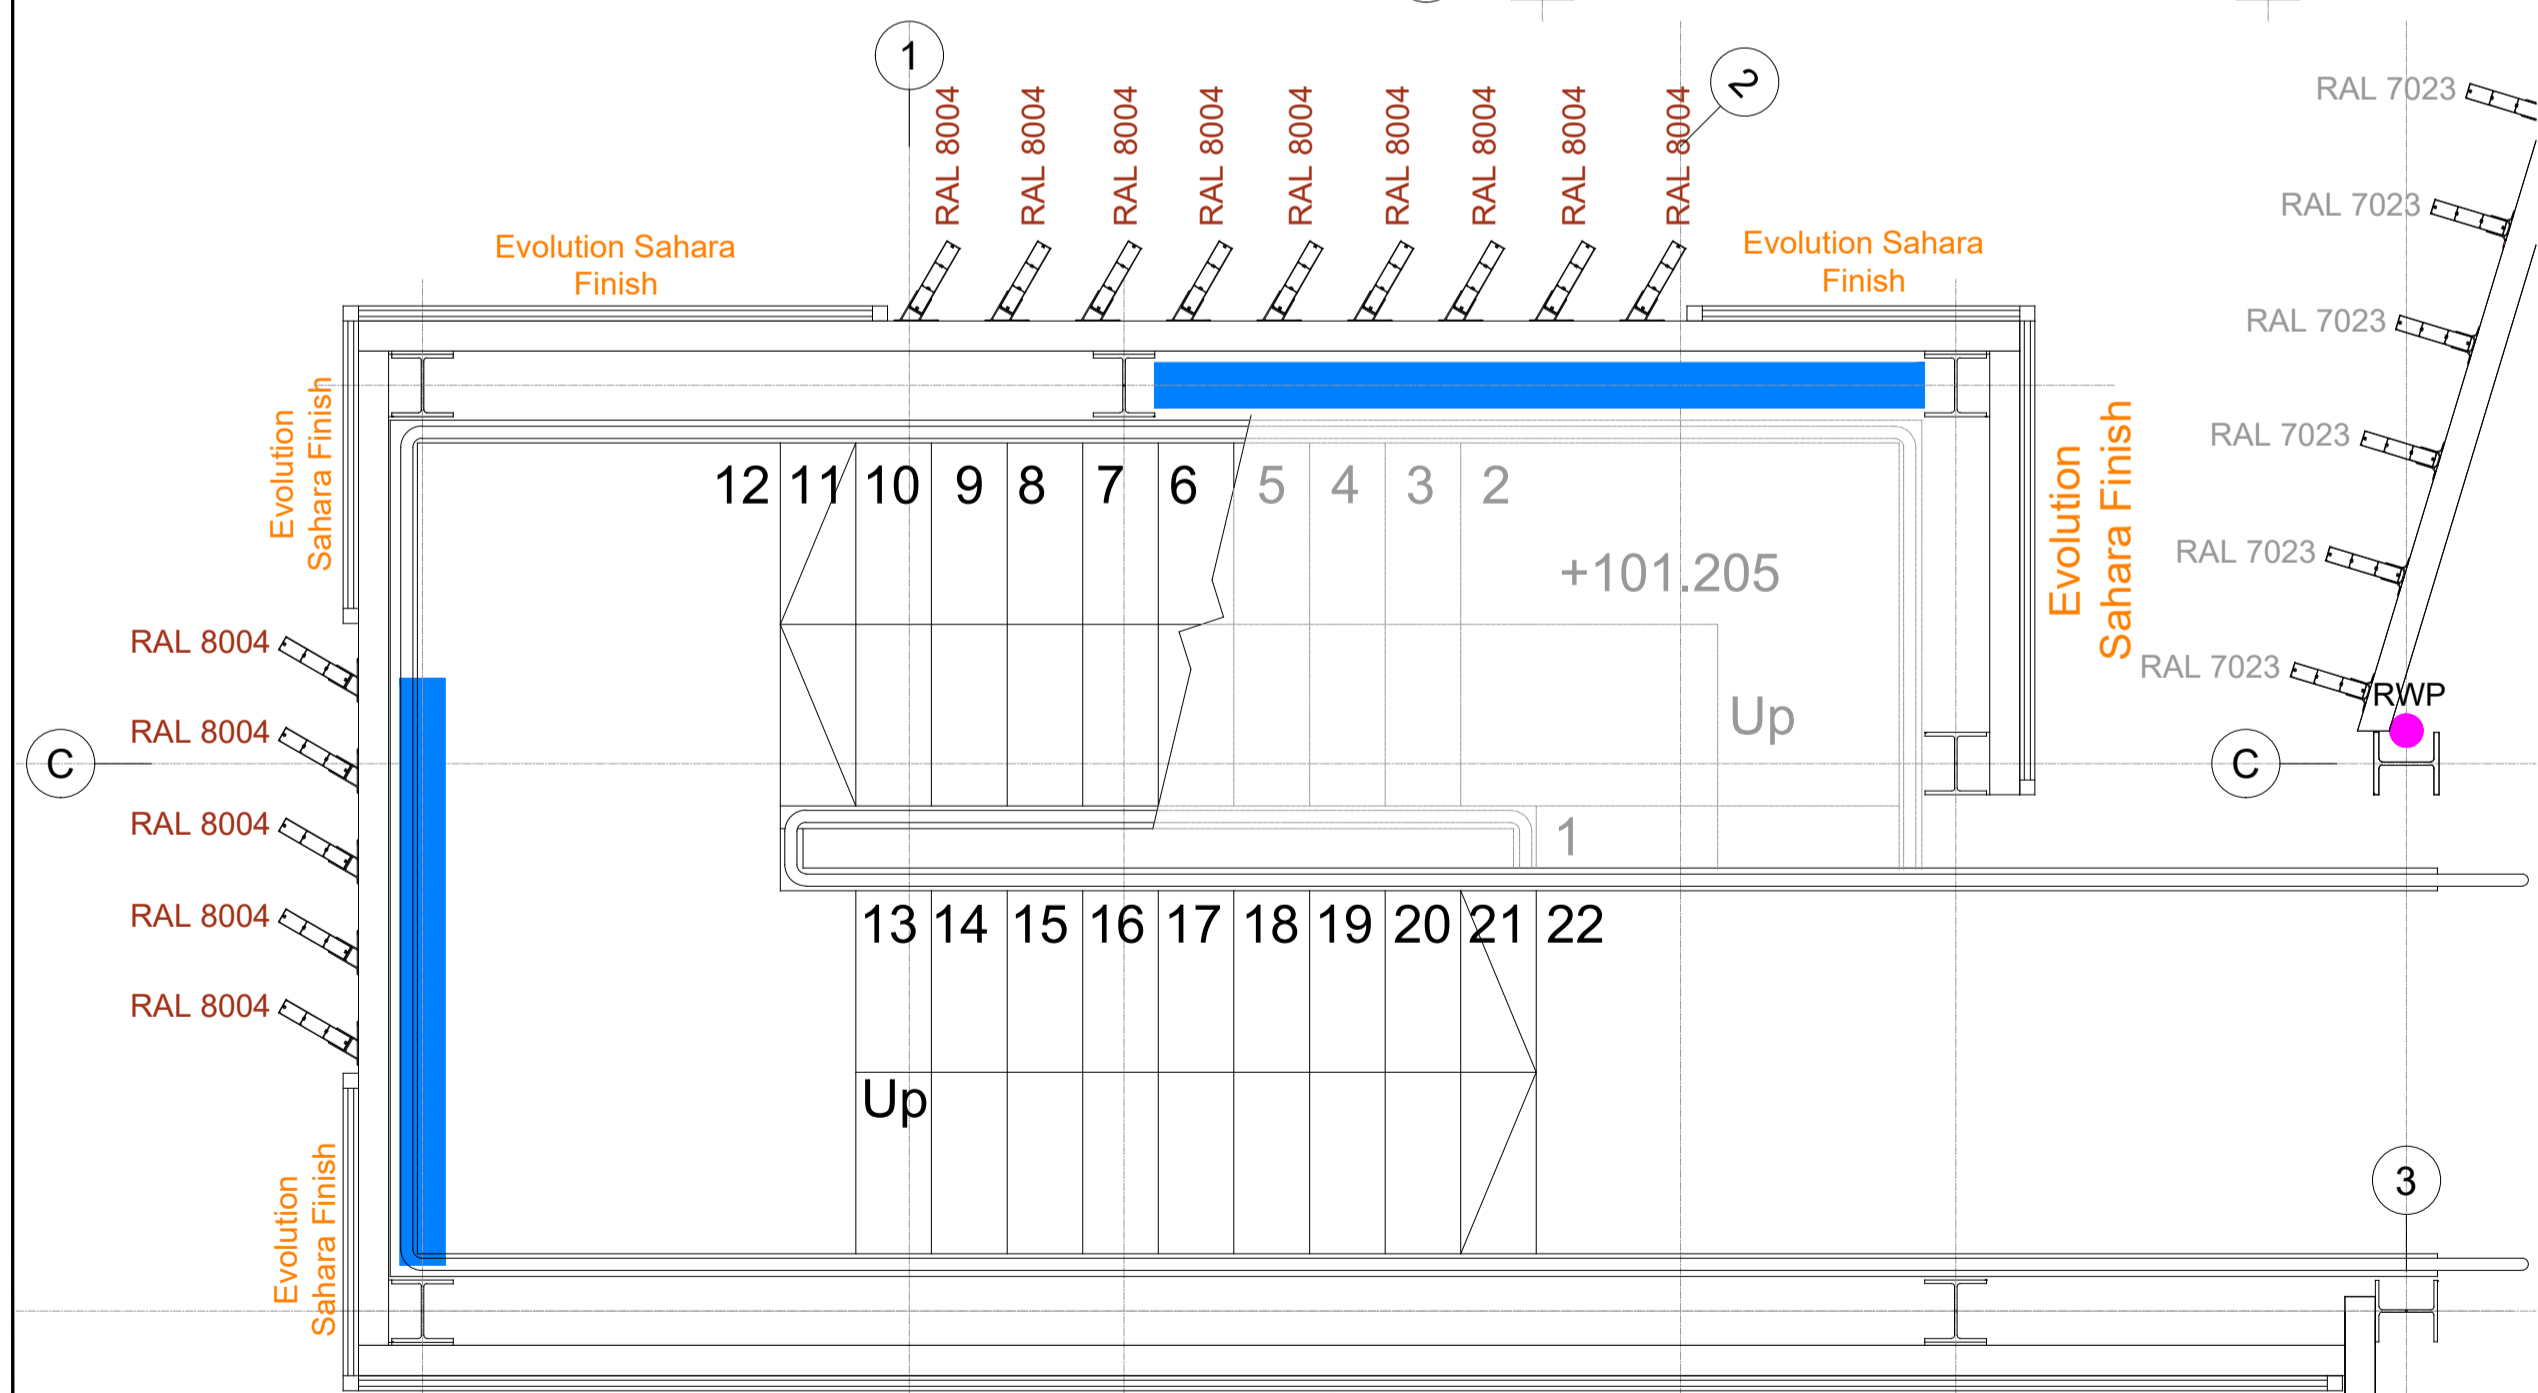 1
2
RAL 8004
RAL 8004
RAL 8004
RAL 8004
RAL 8004
RAL 8004
RAL 8004
RAL 8004
RAL 8004
RAL 7023
RAL 7023
RAL 7023
RAL 7023
RAL 7023
RAL 7023
Evolution Sahara
Finish
Evolution Sahara
Finish
Evolution
Sahara Finish
Evolution
Sahara Finish
12 11 10 9 8 7 6 5 4 3 2
+101.205
Up
RWP
RAL 8004
RAL 8004
RAL 8004
RAL 8004
RAL 8004
C
C
1
13 14 15 16 17 18 19 20 21 22
Up
Evolution
Sahara Finish
3